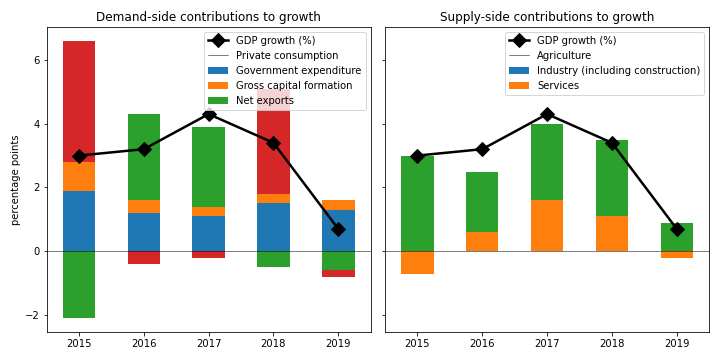 Demand-side contributions to growth
GDP growth (%)
Private consumption
Government expenditure
Gross capital formation
Net exports
percentage points
6
4
2
0
−2
2015 2016 2017 2018 2019
Supply-side contributions to growth
GDP growth (%)
Agriculture
Industry (including construction)
Services
2015 2016 2017 2018 2019